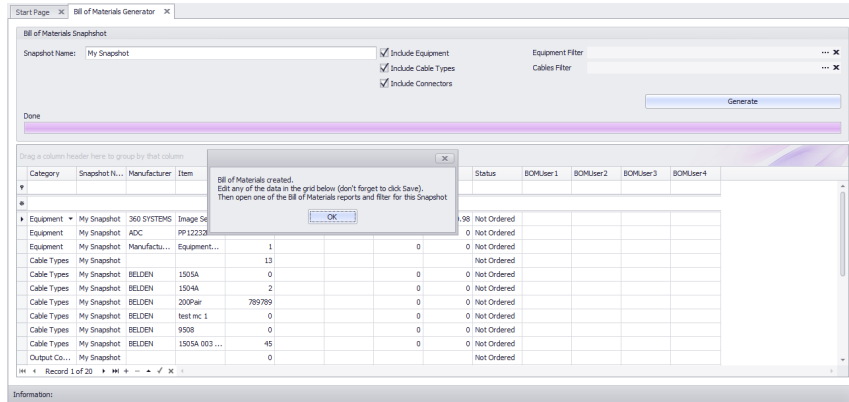 Start Page Bill of Materials Generator
Bill of Materials Snaphshot
Snapshot Name: My Snapshot Include Equipment Equipment Filter
Include Cable Types Cables Filter
Include Connectors
Generate
Done
Drag a column header here to group by that column
Category Snapshot N... Manufacturer Item Status BOMUser1 BOMUser2 BOMUser3 BOMUser4
Bill of Materials created.
Edit any of the data in the grid below (don't forget to click Save).
Then open one of the Bill of Materials reports and filter for this Snapshot
OK
Equipment My Snapshot 360 SYSTEMS Image Se .98 Not Ordered
Equipment My Snapshot ADC PP12232 0 Not Ordered
Equipment My Snapshot Manufactu... Equipment... 1 0 0 Not Ordered
Cable Types My Snapshot 13 Not Ordered
Cable Types My Snapshot BELDEN 1505A 0 0 0 Not Ordered
Cable Types My Snapshot BELDEN 1504A 2 0 0 Not Ordered
Cable Types My Snapshot BELDEN 200Pair 789789 0 0 Not Ordered
Cable Types My Snapshot BELDEN test mc 1 0 0 0 Not Ordered
Cable Types My Snapshot BELDEN 9508 0 0 0 Not Ordered
Cable Types My Snapshot BELDEN 1505A 003 ... 45 0 0 Not Ordered
Output Co... My Snapshot 0 Not Ordered
Record 1 of 20
Information: